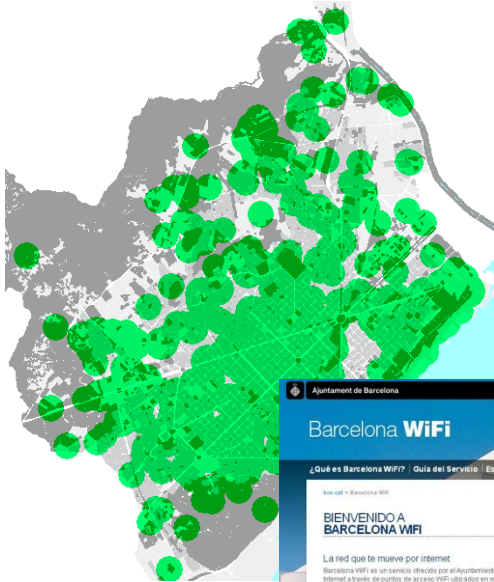 Ajuntament de Barcelona
Barcelona WiFi
¿Qué es Barcelona WiFi? | Guía del Servicio | Es
bcn.cat > Barcelona Wifi
BIENVENIDO A
BARCELONA WIFI
La red que te mueve por internet
Barcelona WiFi es un servicio ofrecido por el Ayuntamiento
Internet a través de puntos de acceso WiFi ubicados en